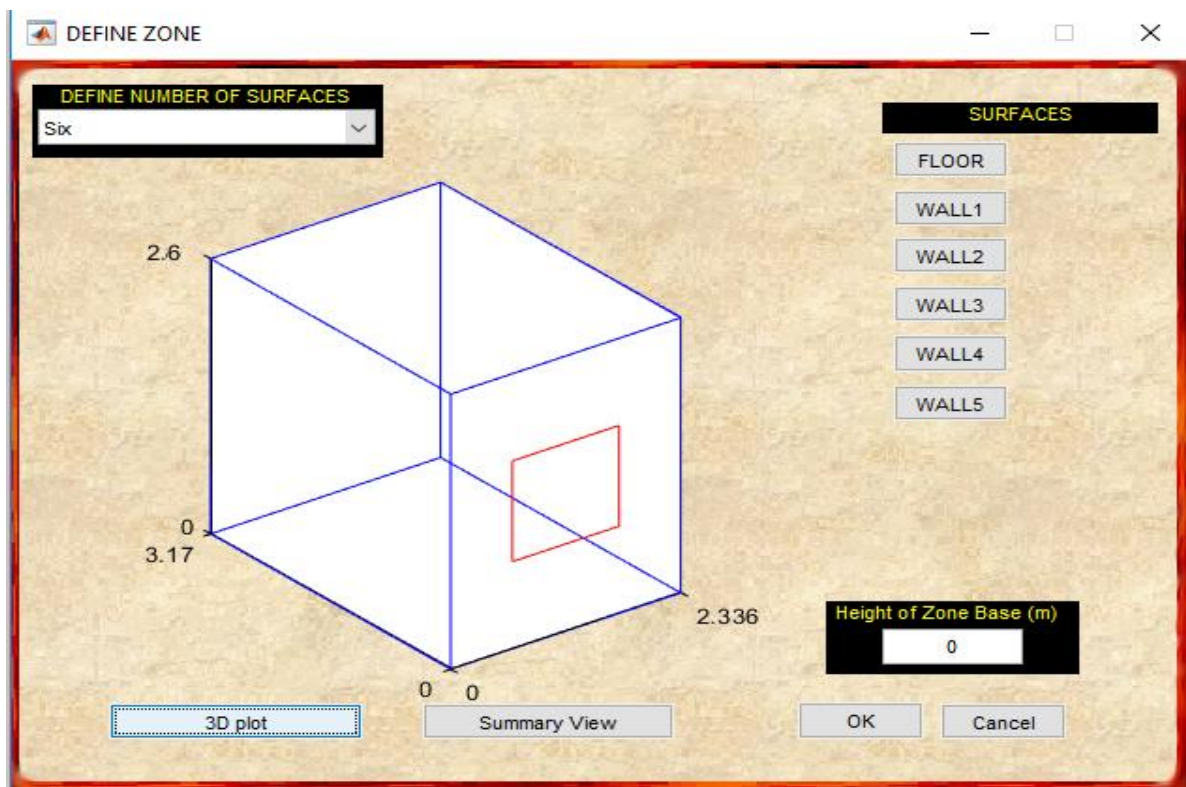 DEFINE ZONE
DEFINE NUMBER OF SURFACES
Six
SURFACES
FLOOR
WALL1
WALL2
WALL3
WALL4
WALL5
2.6
0
3.17
2.336
0 0
Height of Zone Base (m)
0
3D plot
Summary View
OK
Cancel